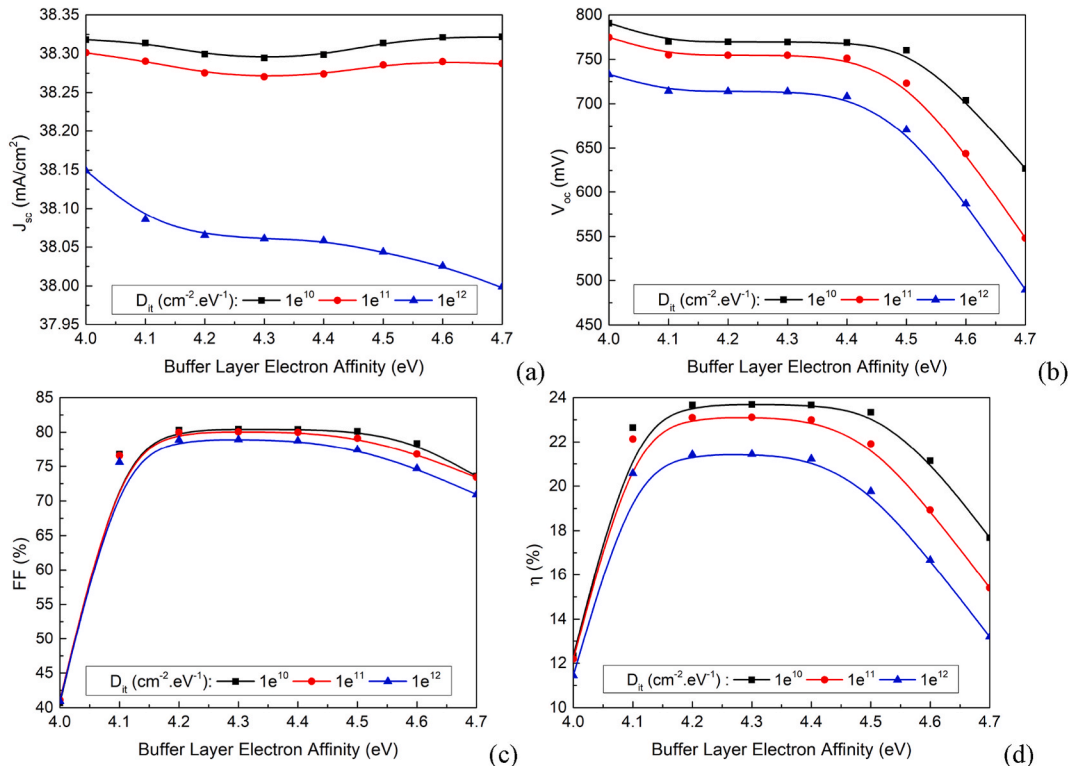 38.35
38.30
38.25
38.20
38.15
38.10
38.05
38.00
37.95
J_sc (mA/cm²)
D_it (cm⁻².eV⁻¹): 1e¹⁰ 1e¹¹ 1e¹²
4.0 4.1 4.2 4.3 4.4 4.5 4.6 4.7
Buffer Layer Electron Affinity (eV)
(a)
800
750
700
650
600
550
500
450
V_oc (mV)
D_it (cm⁻².eV⁻¹): 1e¹⁰ 1e¹¹ 1e¹²
4.0 4.1 4.2 4.3 4.4 4.5 4.6 4.7
Buffer Layer Electron Affinity (eV)
(b)
85
80
75
70
65
60
55
50
45
40
FF (%)
D_it (cm⁻².eV⁻¹): 1e¹⁰ 1e¹¹ 1e¹²
4.0 4.1 4.2 4.3 4.4 4.5 4.6 4.7
Buffer Layer Electron Affinity (eV)
(c)
24
22
20
18
16
14
12
10
η (%)
D_it (cm⁻².eV⁻¹) : 1e¹⁰ 1e¹¹ 1e¹²
4.0 4.1 4.2 4.3 4.4 4.5 4.6 4.7
Buffer Layer Electron Affinity (eV)
(d)